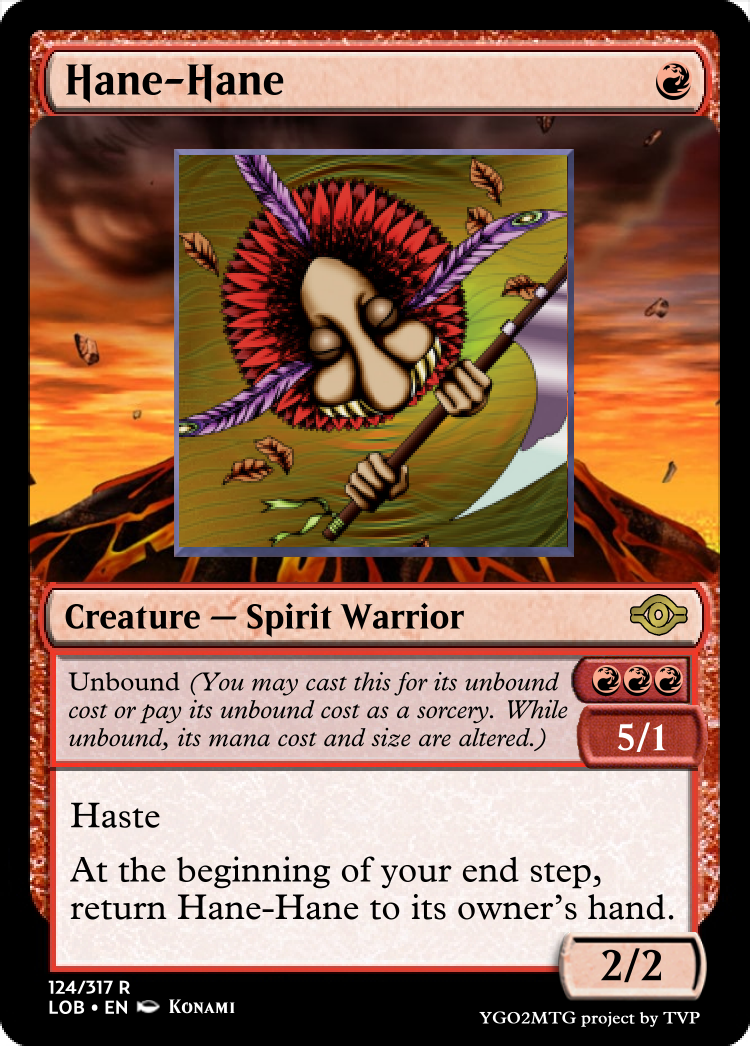 Hane-Hane
Creature — Spirit Warrior
Unbound (You may cast this for its unbound
cost or pay its unbound cost as a sorcery. While
unbound, its mana cost and size are altered.)
5/1
Haste
At the beginning of your end step,
return Hane-Hane to its owner's hand.
2/2
124/317 R
LOB • EN KONAMI
YGO2MTG project by TVP